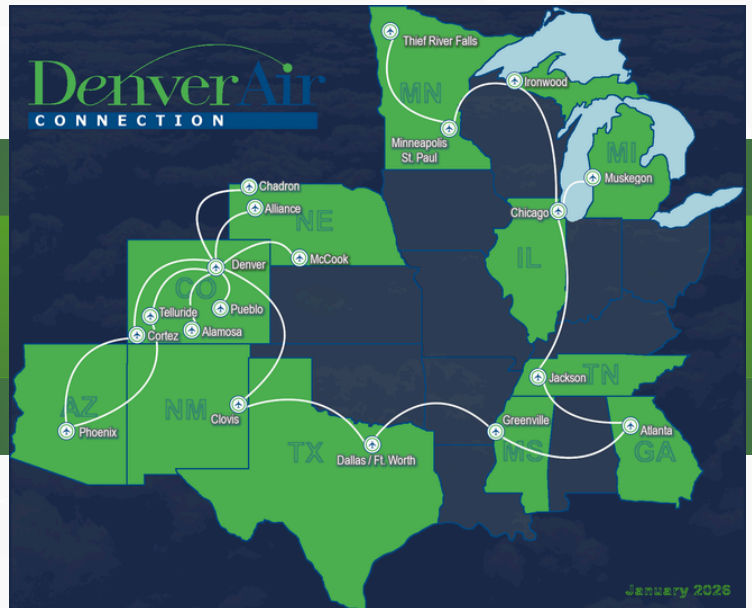 Denver Air
CONNECTION
Thief River Falls
MN
Ironwood
Minneapolis
St. Paul
MI
Muskegon
Chadron
Alliance
NE
Chicago
Denver
McCook
IL
CO
Telluride
Pueblo
Cortez
Alamosa
Jackson
TN
AZ
NM
Clovis
Phoenix
Greenville
Atlanta
TX
Dallas / Ft. Worth
MS
GA
January 2026